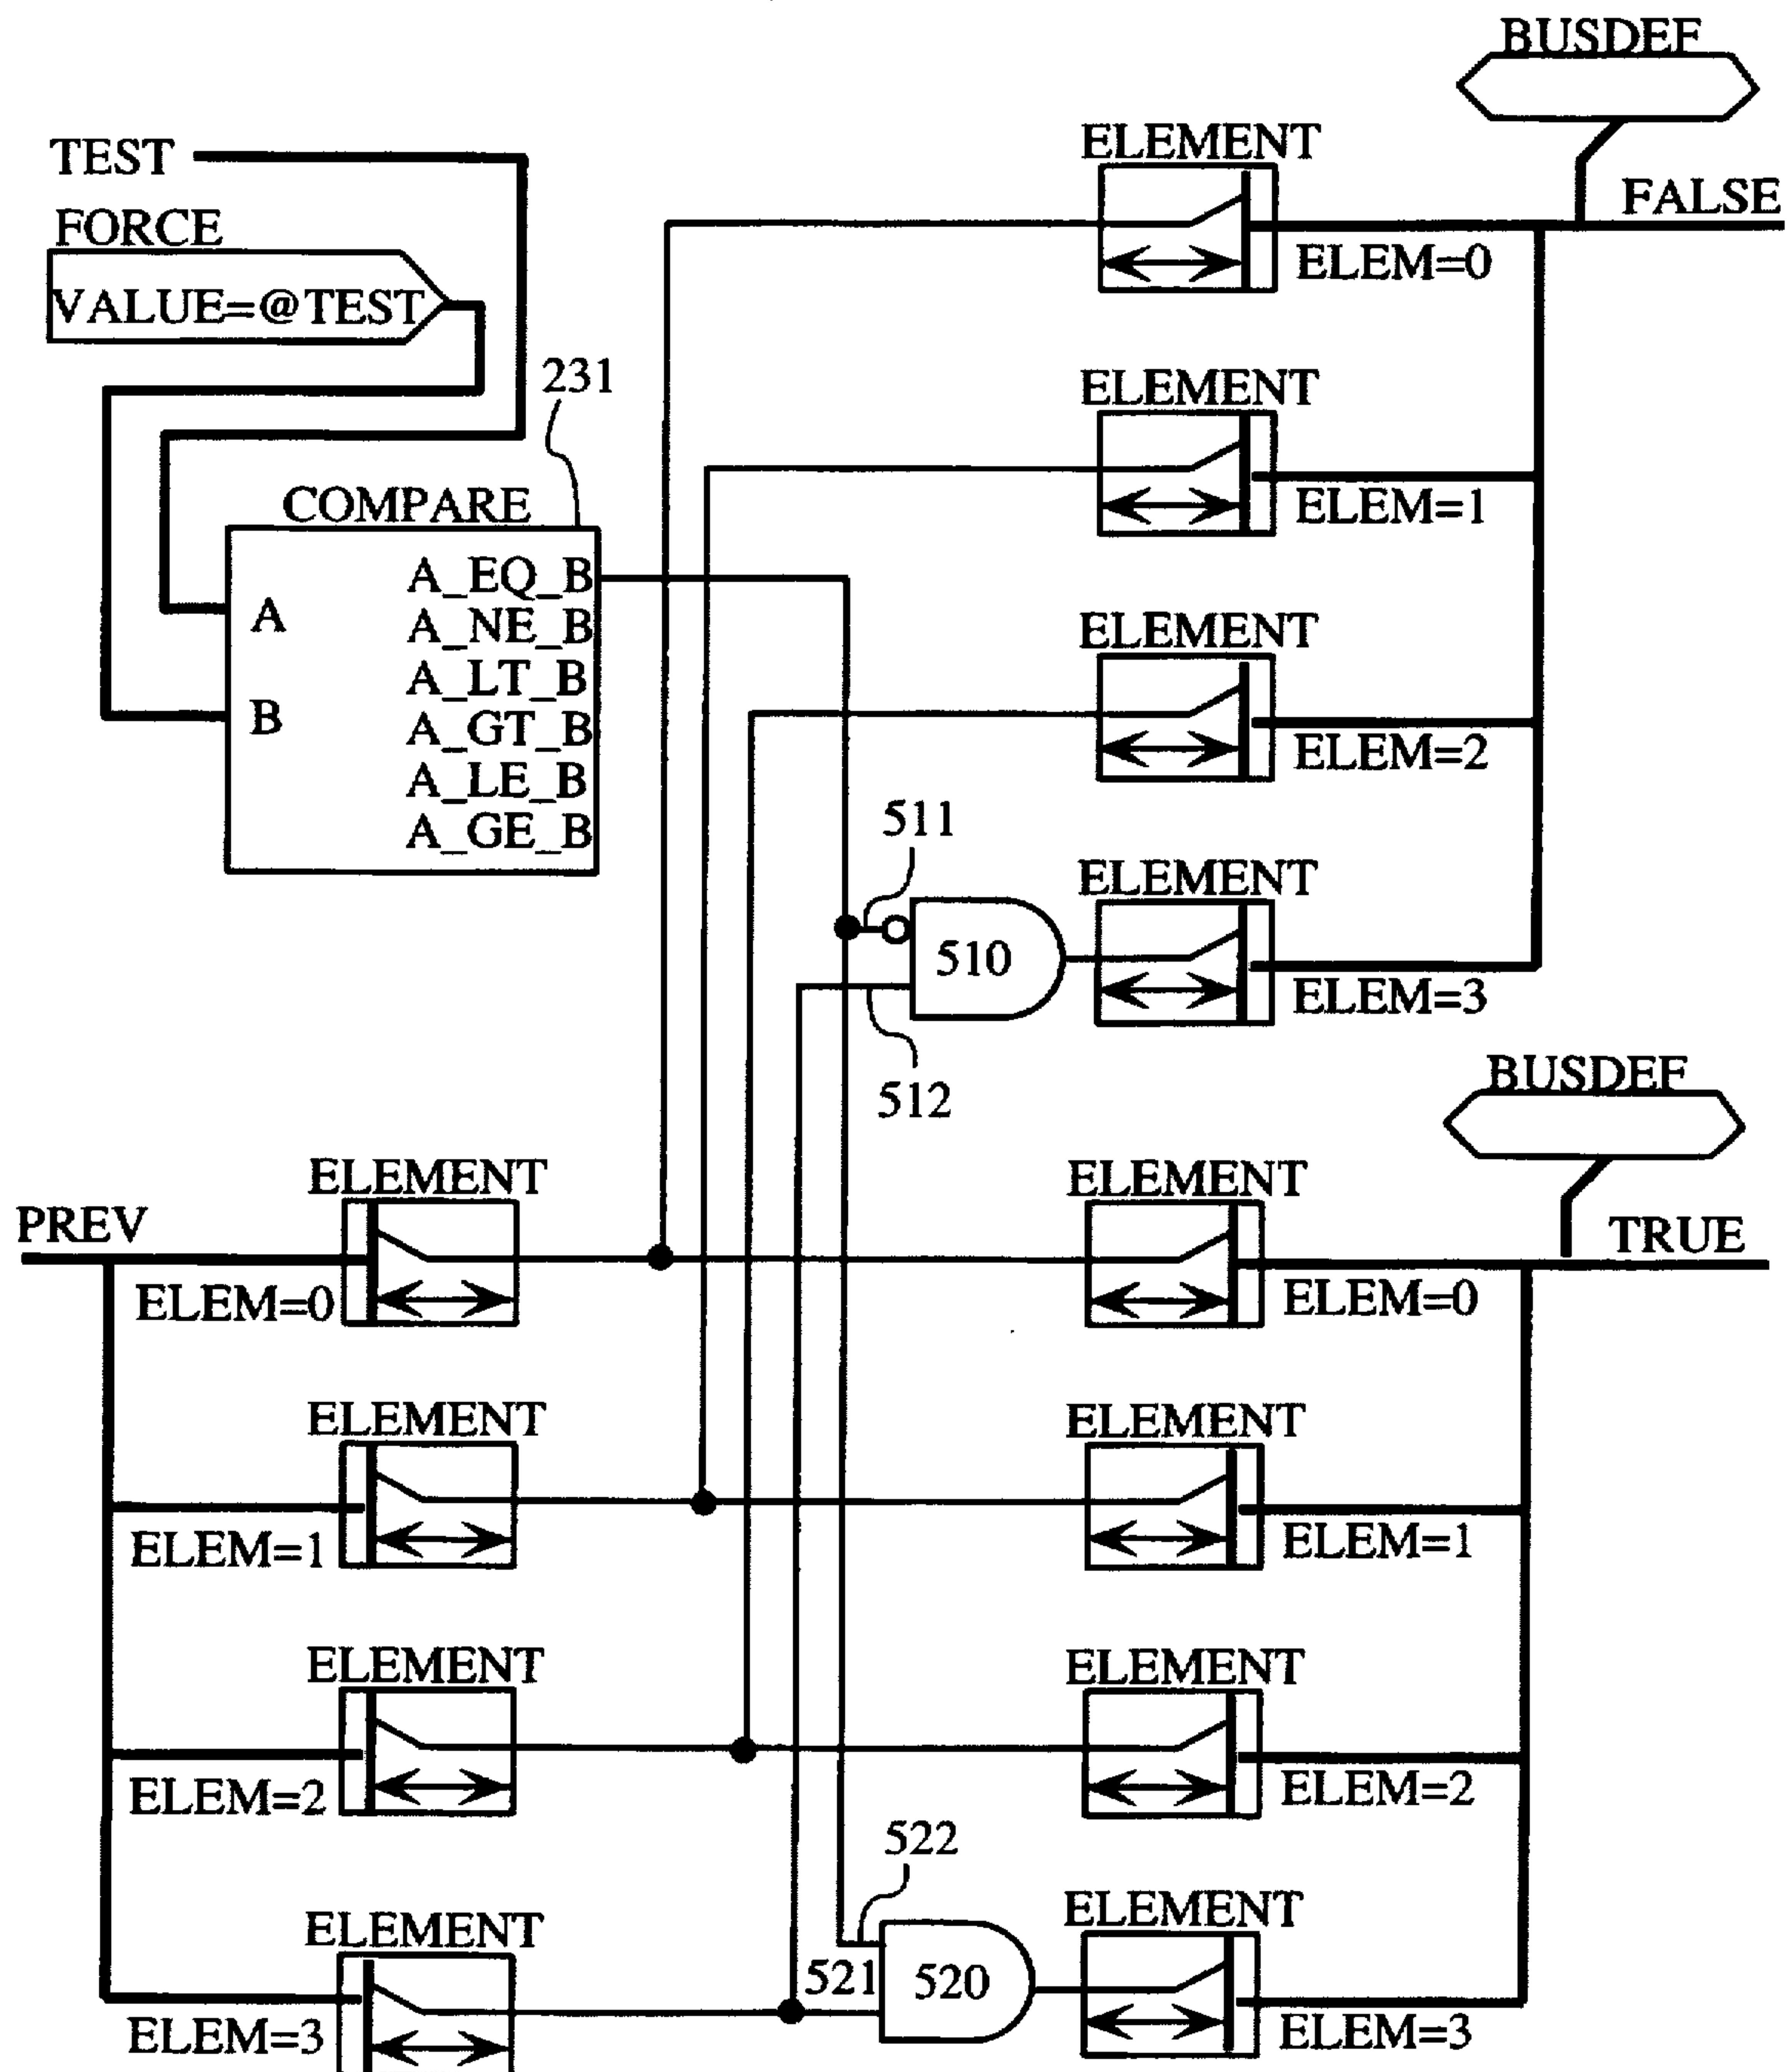 BUSDEF
TEST
ELEMENT
FALSE
FORCE
VALUE=@TEST
ELEM=0
231
ELEMENT
COMPARE
ELEM=1
A
B
A_EQ_B
A_NE_B
A_LT_B
A_GT_B
A_LE_B
A_GE_B
ELEMENT
ELEM=2
511
ELEMENT
510
ELEM=3
512
BUSDEF
PREV
ELEMENT
ELEMENT
TRUE
ELEM=0
ELEM=0
ELEMENT
ELEMENT
ELEM=1
ELEM=1
ELEMENT
ELEMENT
ELEM=2
ELEM=2
522
ELEMENT
ELEMENT
521
520
ELEM=3
ELEM=3